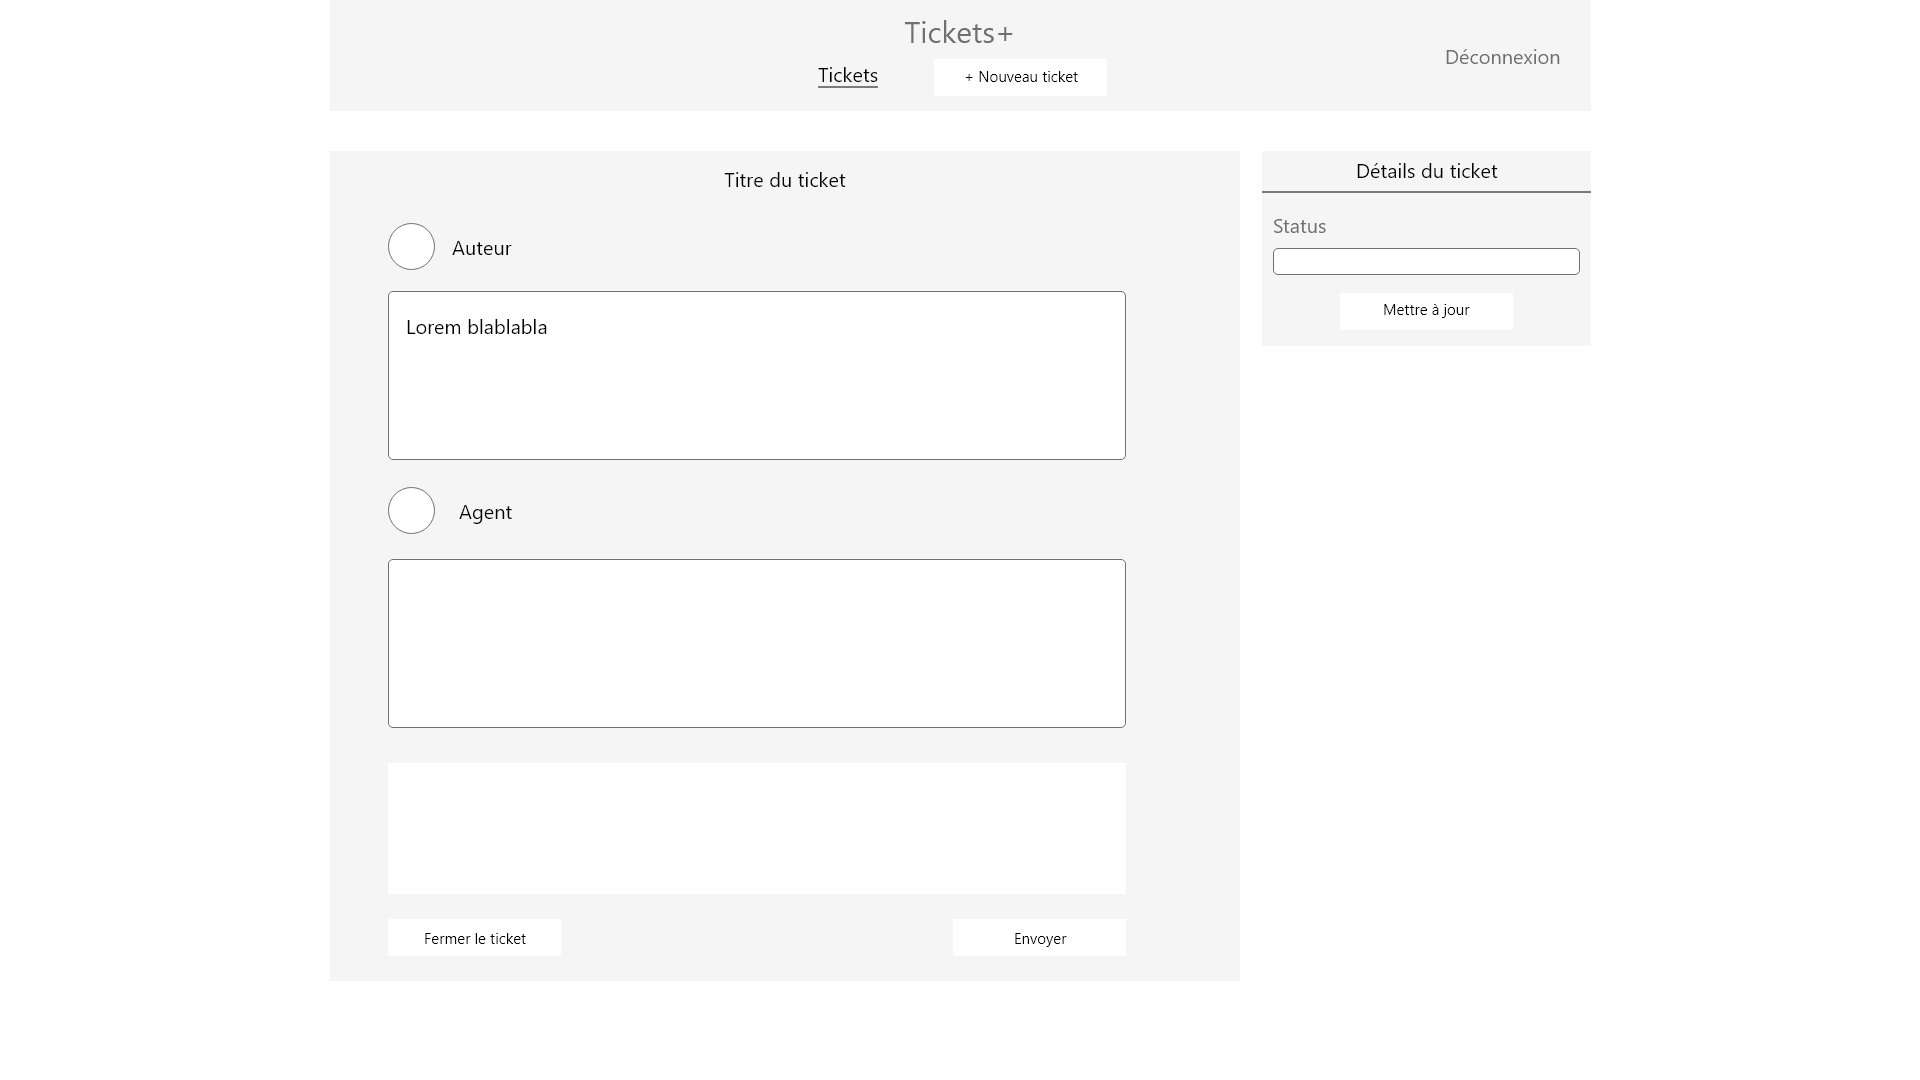 Tickets+
Tickets
+ Nouveau ticket
Déconnexion
Titre du ticket
Auteur
Lorem blablabla
Agent
Fermer le ticket
Envoyer
Détails du ticket
Status
Mettre à jour